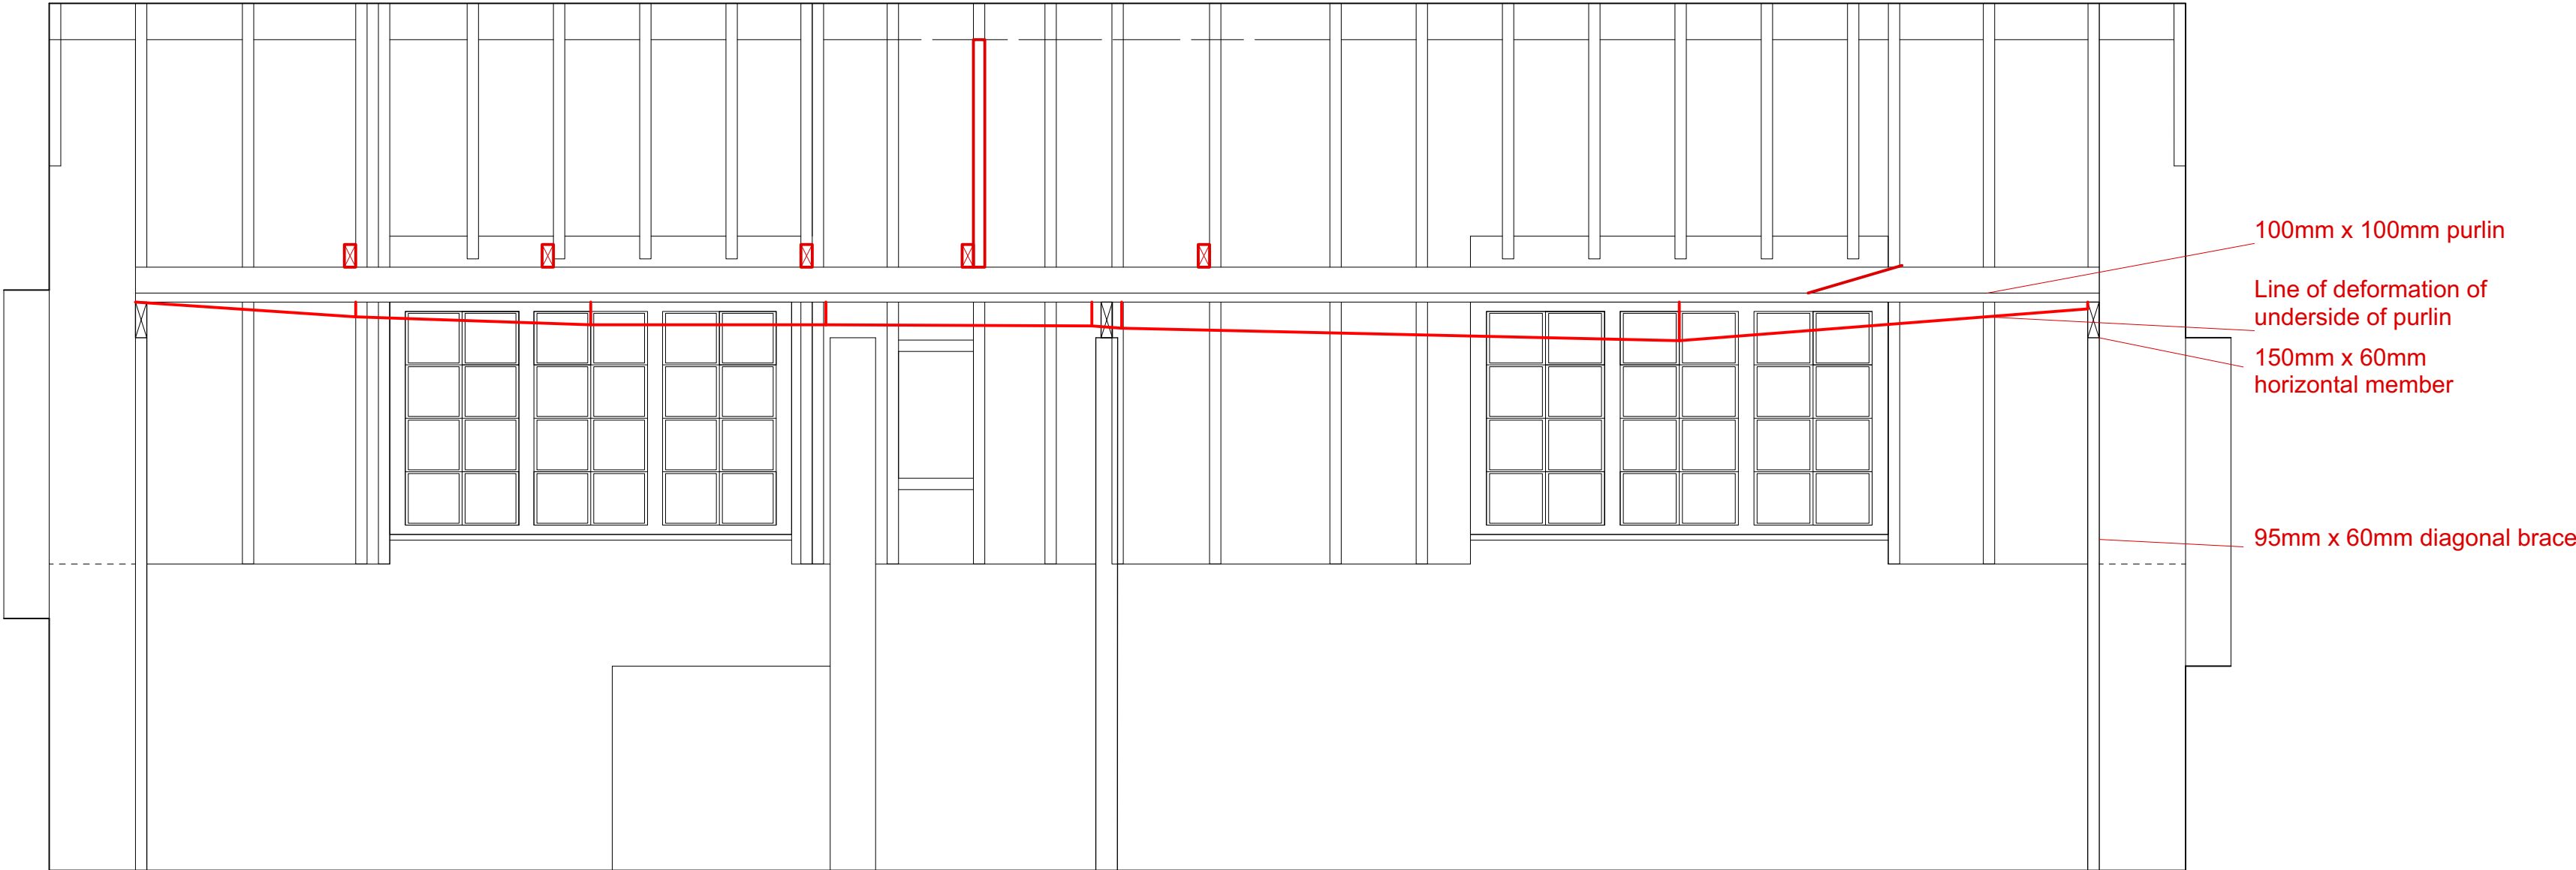 100mm x 100mm purlin
Line of deformation of
underside of purlin
150mm x 60mm
horizontal member
95mm x 60mm diagonal brace